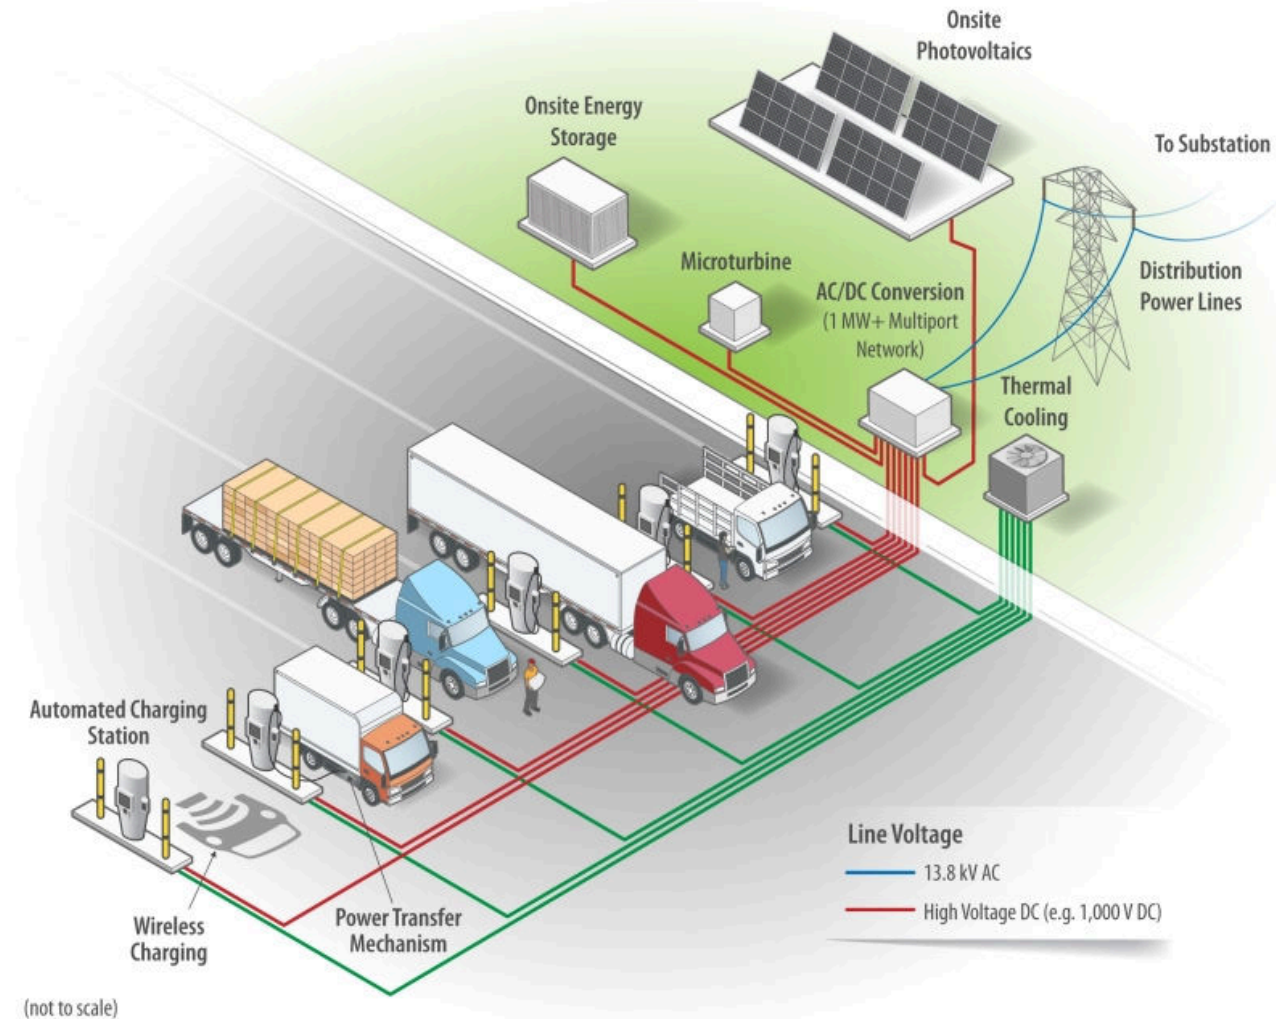 Onsite
Photovoltaics
Onsite Energy
Storage
To Substation
Microturbine
AC/DC Conversion
(1 MW+ Multiport
Network)
Distribution
Power Lines
Thermal
Cooling
Automated Charging
Station
Wireless
Charging
Power Transfer
Mechanism
Line Voltage
13.8 kV AC
High Voltage DC (e.g. 1,000 V DC)
(not to scale)